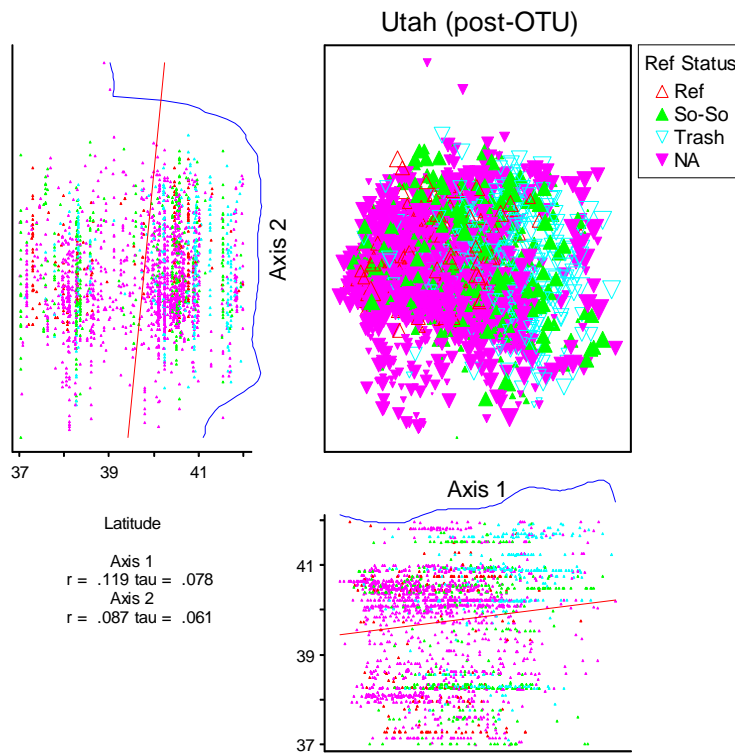 Utah (post-OTU)
Ref Status
Ref
So-So
Trash
NA
Axis 2
37 39 41
Axis 1
Latitude
Axis 1
r = .119 tau = .078
Axis 2
r = .087 tau = .061
41
39
37